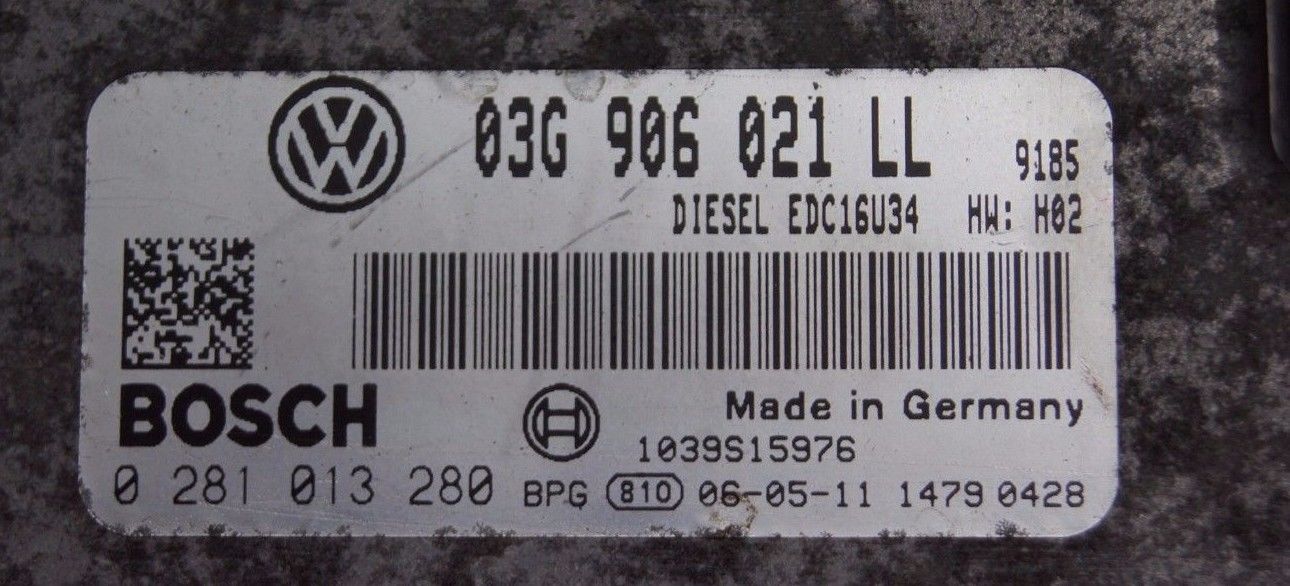 03G 906 021 LL 9185
DIESEL EDC16U34 HW: H02
BOSCH
Made in Germany
1039S15976
0 281 013 280 BPG 810 06-05-11 1479 0428